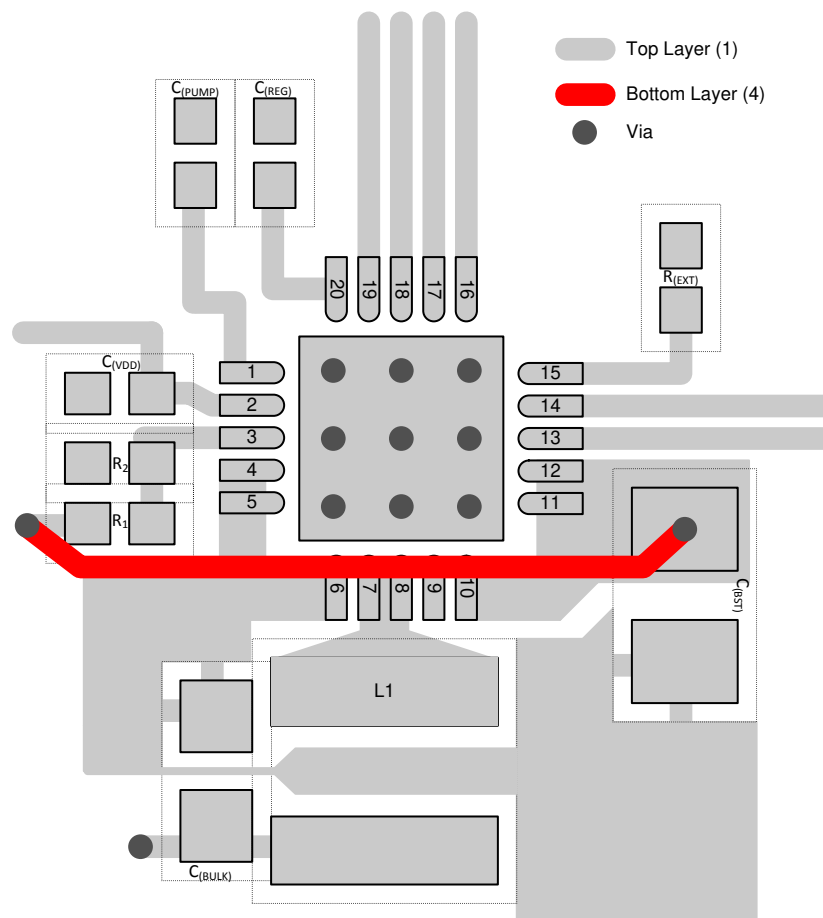 Top Layer (1)
Bottom Layer (4)
Via
C(PUMP)
C(REG)
R(EXT)
20
19
18
17
16
C(VDD)
1
2
3
4
5
15
14
13
12
11
R2
R1
6
7
8
9
10
C(BST)
L1
C(BULK)